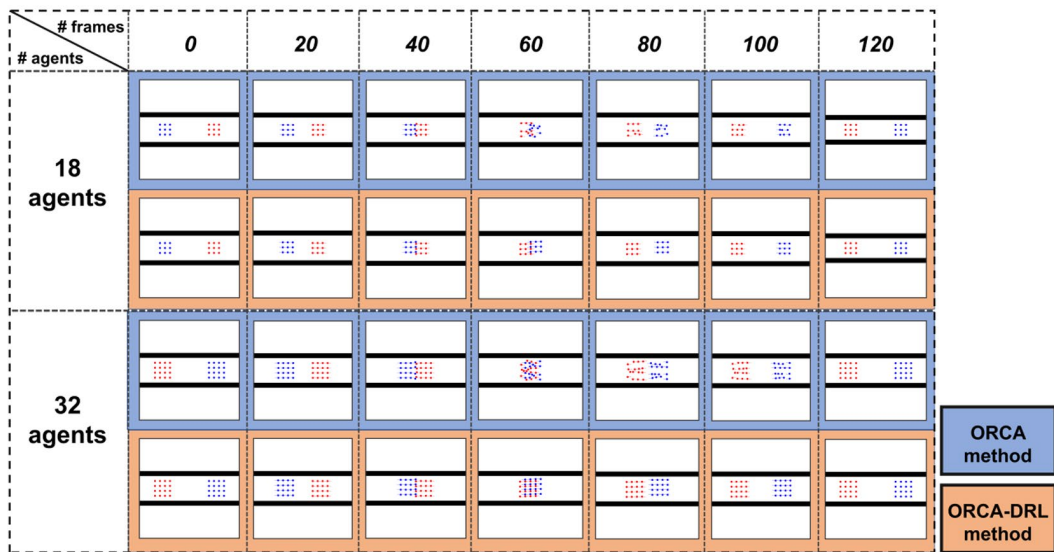 # frames
# agents
0 20 40 60 80 100 120
18
agents
32
agents
ORCA
method
ORCA-DRL
method